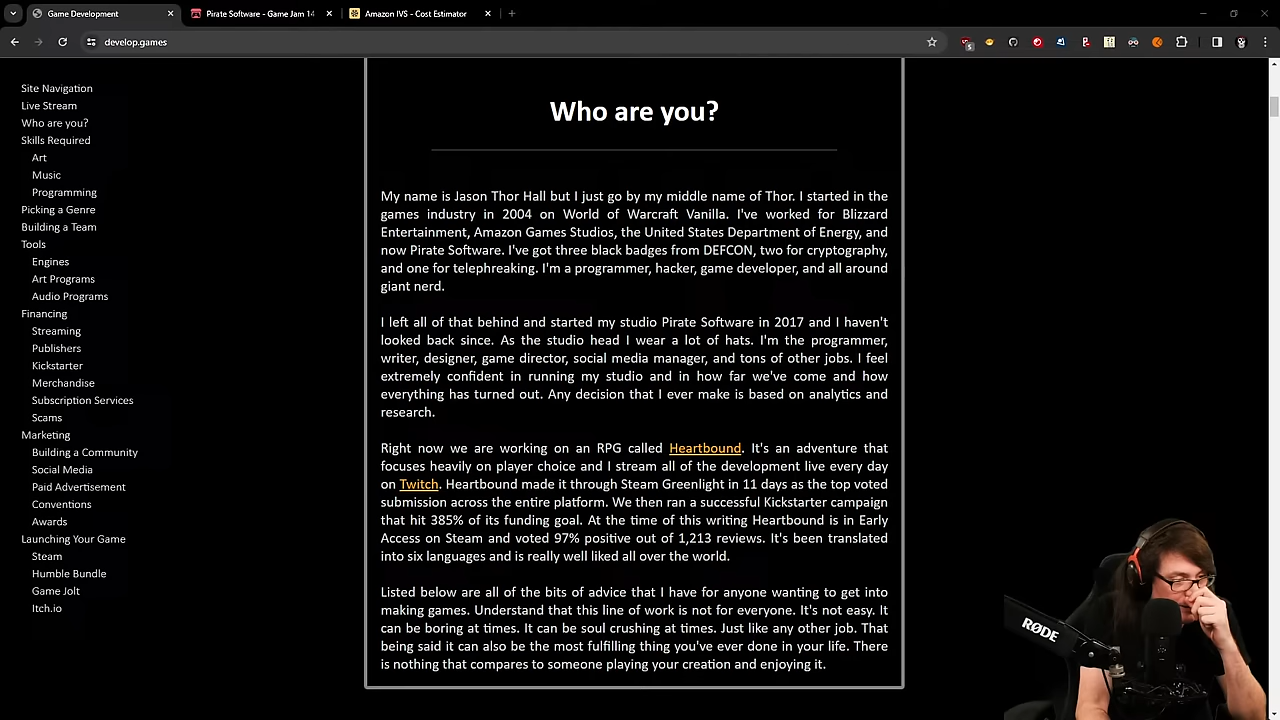 Game Development
Pirate Software - Game Jam 14
Amazon IVS - Cost Estimator
develop.games
Site Navigation
Live Stream
Who are you?
Skills Required
Art
Music
Programming
Picking a Genre
Building a Team
Tools
Engines
Art Programs
Audio Programs
Financing
Streaming
Publishers
Kickstarter
Merchandise
Subscription Services
Scams
Marketing
Building a Community
Social Media
Paid Advertisement
Conventions
Awards
Launching Your Game
Steam
Humble Bundle
Game Jolt
Itch.io
Who are you?
My name is Jason Thor Hall but I just go by my middle name of Thor. I started in the
games industry in 2004 on World of Warcraft Vanilla. I've worked for Blizzard
Entertainment, Amazon Games Studios, the United States Department of Energy, and
now Pirate Software. I've got three black badges from DEFCON, two for cryptography,
and one for telephreaking. I'm a programmer, hacker, game developer, and all around
giant nerd.
I left all of that behind and started my studio Pirate Software in 2017 and I haven't
looked back since. As the studio head I wear a lot of hats. I'm the programmer,
writer, designer, game director, social media manager, and tons of other jobs. I feel
extremely confident in running my studio and in how far we've come and how
everything has turned out. Any decision that I ever make is based on analytics and
research.
Right now we are working on an RPG called Heartbound. It's an adventure that
focuses heavily on player choice and I stream all of the development live every day
on Twitch. Heartbound made it through Steam Greenlight in 11 days as the top voted
submission across the entire platform. We then ran a successful Kickstarter campaign
that hit 385% of its funding goal. At the time of this writing Heartbound is in Early
Access on Steam and voted 97% positive out of 1,213 reviews. It's been translated
into six languages and is really well liked all over the world.
Listed below are all of the bits of advice that I have for anyone wanting to get into
making games. Understand that this line of work is not for everyone. It's not easy. It
can be boring at times. It can be soul crushing at times. Just like any other job. That
being said it can also be the most fulfilling thing you've ever done in your life. There
is nothing that compares to someone playing your creation and enjoying it.
RØDE